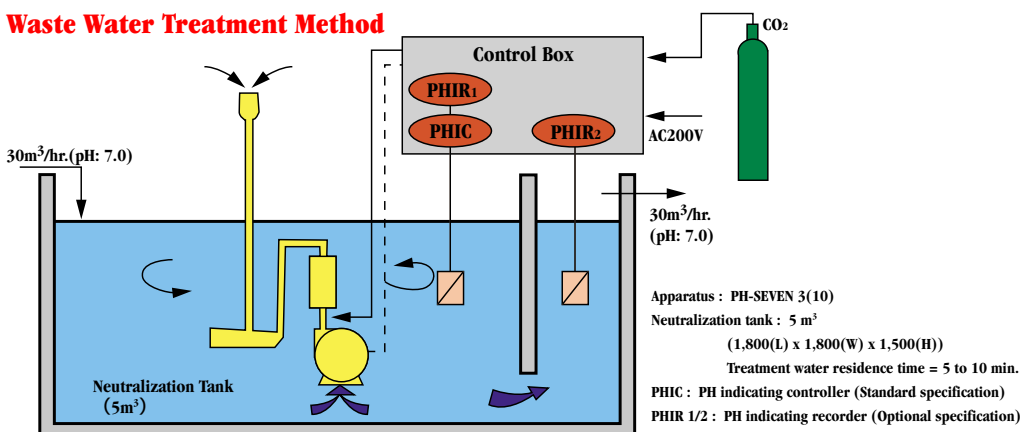 Waste Water Treatment Method
CO₂
Control Box
PHIR1
PHIC
PHIR2
AC200V
30m³/hr.(pH: 7.0)
30m³/hr.
(pH: 7.0)
Neutralization Tank
(5m³)
Apparatus : PH-SEVEN 3(10)
Neutralization tank : 5 m³
(1,800(L) x 1,800(W) x 1,500(H))
Treatment water residence time = 5 to 10 min.
PHIC : PH indicating controller (Standard specification)
PHIR 1/2 : PH indicating recorder (Optional specification)